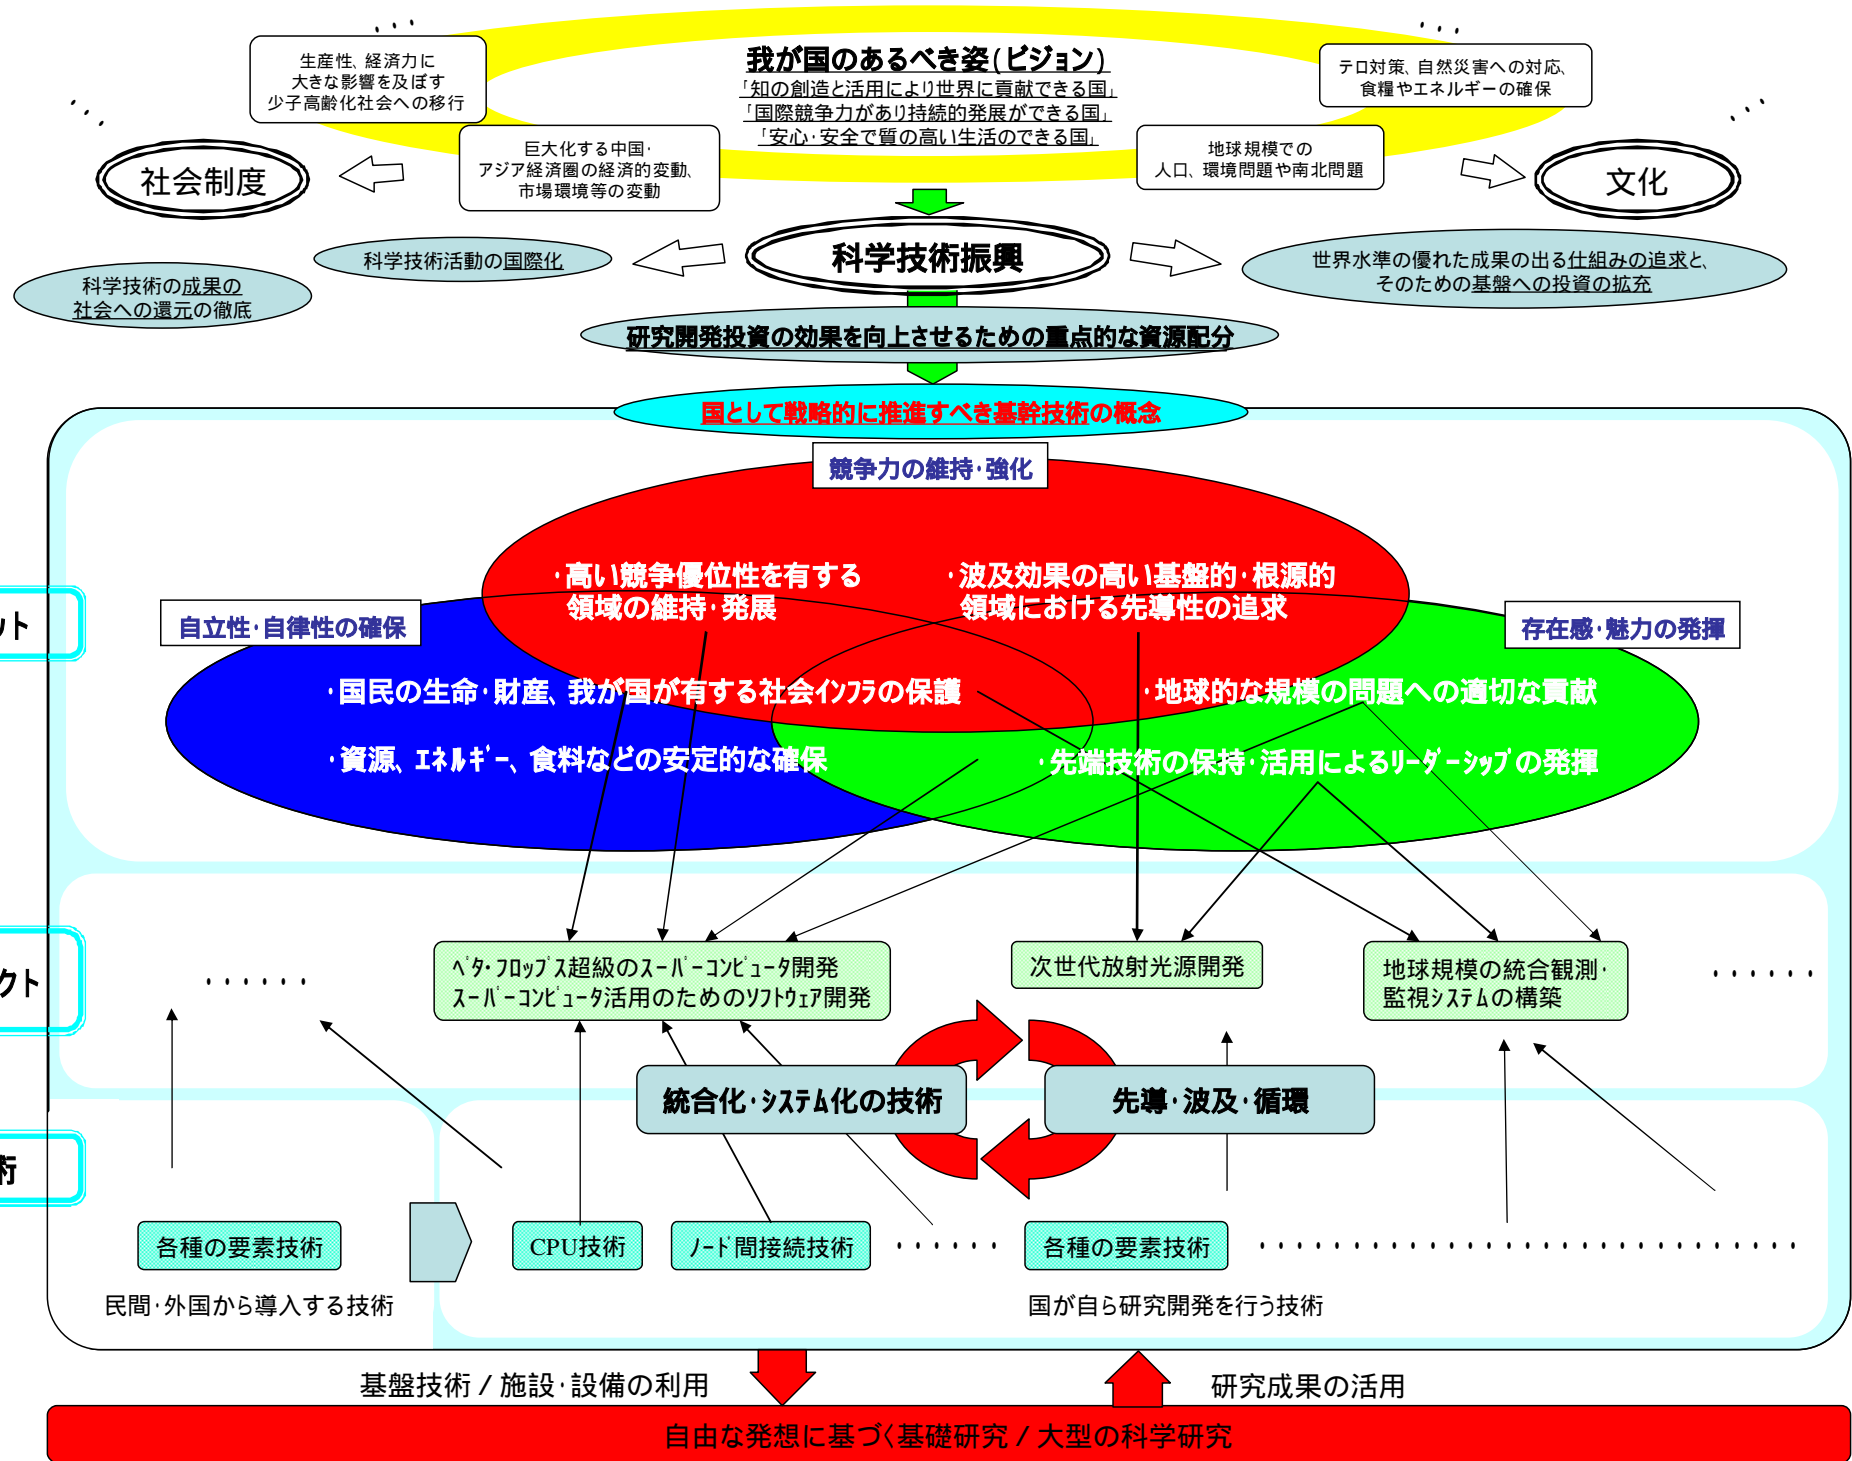 我が国のあるべき姿(ビジョン)
「知の創造と活用により世界に貢献できる国」
「国際競争力があり持続的発展ができる国」
「安心・安全で質の高い生活のできる国」
生産性、経済力に
大きな影響を及ぼす
少子高齢化社会への移行
巨大化する中国・
アジア経済圏の経済的変動、
市場環境等の変動
テロ対策、自然災害への対応、
食糧やエネルギーの確保
地球規模での
人口、環境問題や南北問題
社会制度
文化
科学技術振興
科学技術活動の国際化
科学技術の成果の
社会への還元の徹底
世界水準の優れた成果の出る仕組みの追求と、
そのための基盤への投資の拡充
研究開発投資の効果を向上させるための重点的な資源配分
国として戦略的に推進すべき基幹技術の概念
競争力の維持・強化
・高い競争優位性を有する
領域の維持・発展
・波及効果の高い基盤的・根源的
領域における先導性の追求
ット
自立性・自律性の確保
存在感・魅力の発揮
・国民の生命・財産、我が国が有する社会インフラの保護
・資源、エネルギー、食料などの安定的な確保
・地球的な規模の問題への適切な貢献
・先端技術の保持・活用によるリーダーシップの発揮
クト
・・・・・・
ペタ・フロップス超級のスーパーコンピュータ開発
スーパーコンピュータ活用のためのソフトウェア開発
次世代放射光源開発
地球規模の統合観測・
監視システムの構築
・・・・・・
統合化・システム化の技術
先導・波及・循環
術
各種の要素技術
CPU技術
ノード間接続技術
・・・・・・
各種の要素技術
・・・・・・・・・・・・・・・・・・・・・・・・・・・・・・
民間・外国から導入する技術
国が自ら研究開発を行う技術
基盤技術 / 施設・設備の利用
研究成果の活用
自由な発想に基づく基礎研究 / 大型の科学研究